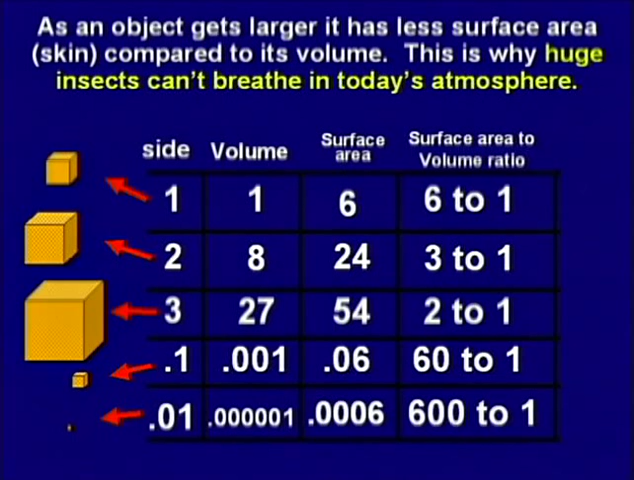 As an object gets larger it has less surface area
(skin) compared to its volume. This is why huge
insects can't breathe in today's atmosphere.
side Volume Surface area Surface area to Volume ratio
1 1 6 6 to 1
2 8 24 3 to 1
3 27 54 2 to 1
.1 .001 .06 60 to 1
.01 .000001 .0006 600 to 1